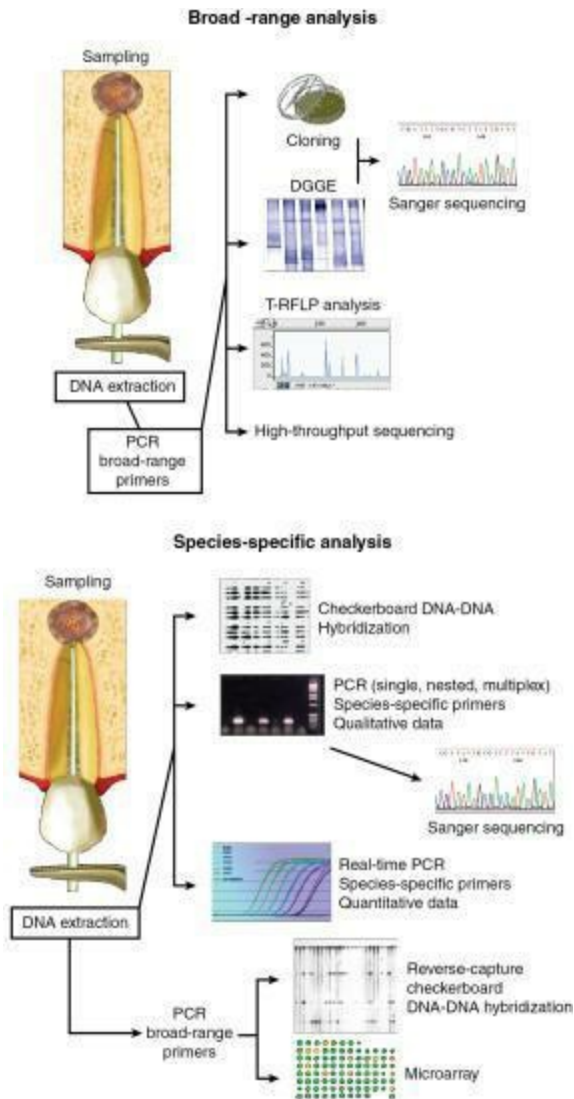 Broad -range analysis
Sampling
Cloning
Sanger sequencing
DGGE
T-RFLP analysis
DNA extraction
PCR
broad-range
primers
High-throughput sequencing
Species-specific analysis
Sampling
Checkerboard DNA-DNA
Hybridization
PCR (single, nested, multiplex)
Species-specific primers
Qualitative data
Sanger sequencing
Real-time PCR
Species-specific primers
Quantitative data
DNA extraction
PCR
broad-range
primers
Reverse-capture
checkerboard
DNA-DNA hybridization
Microarray